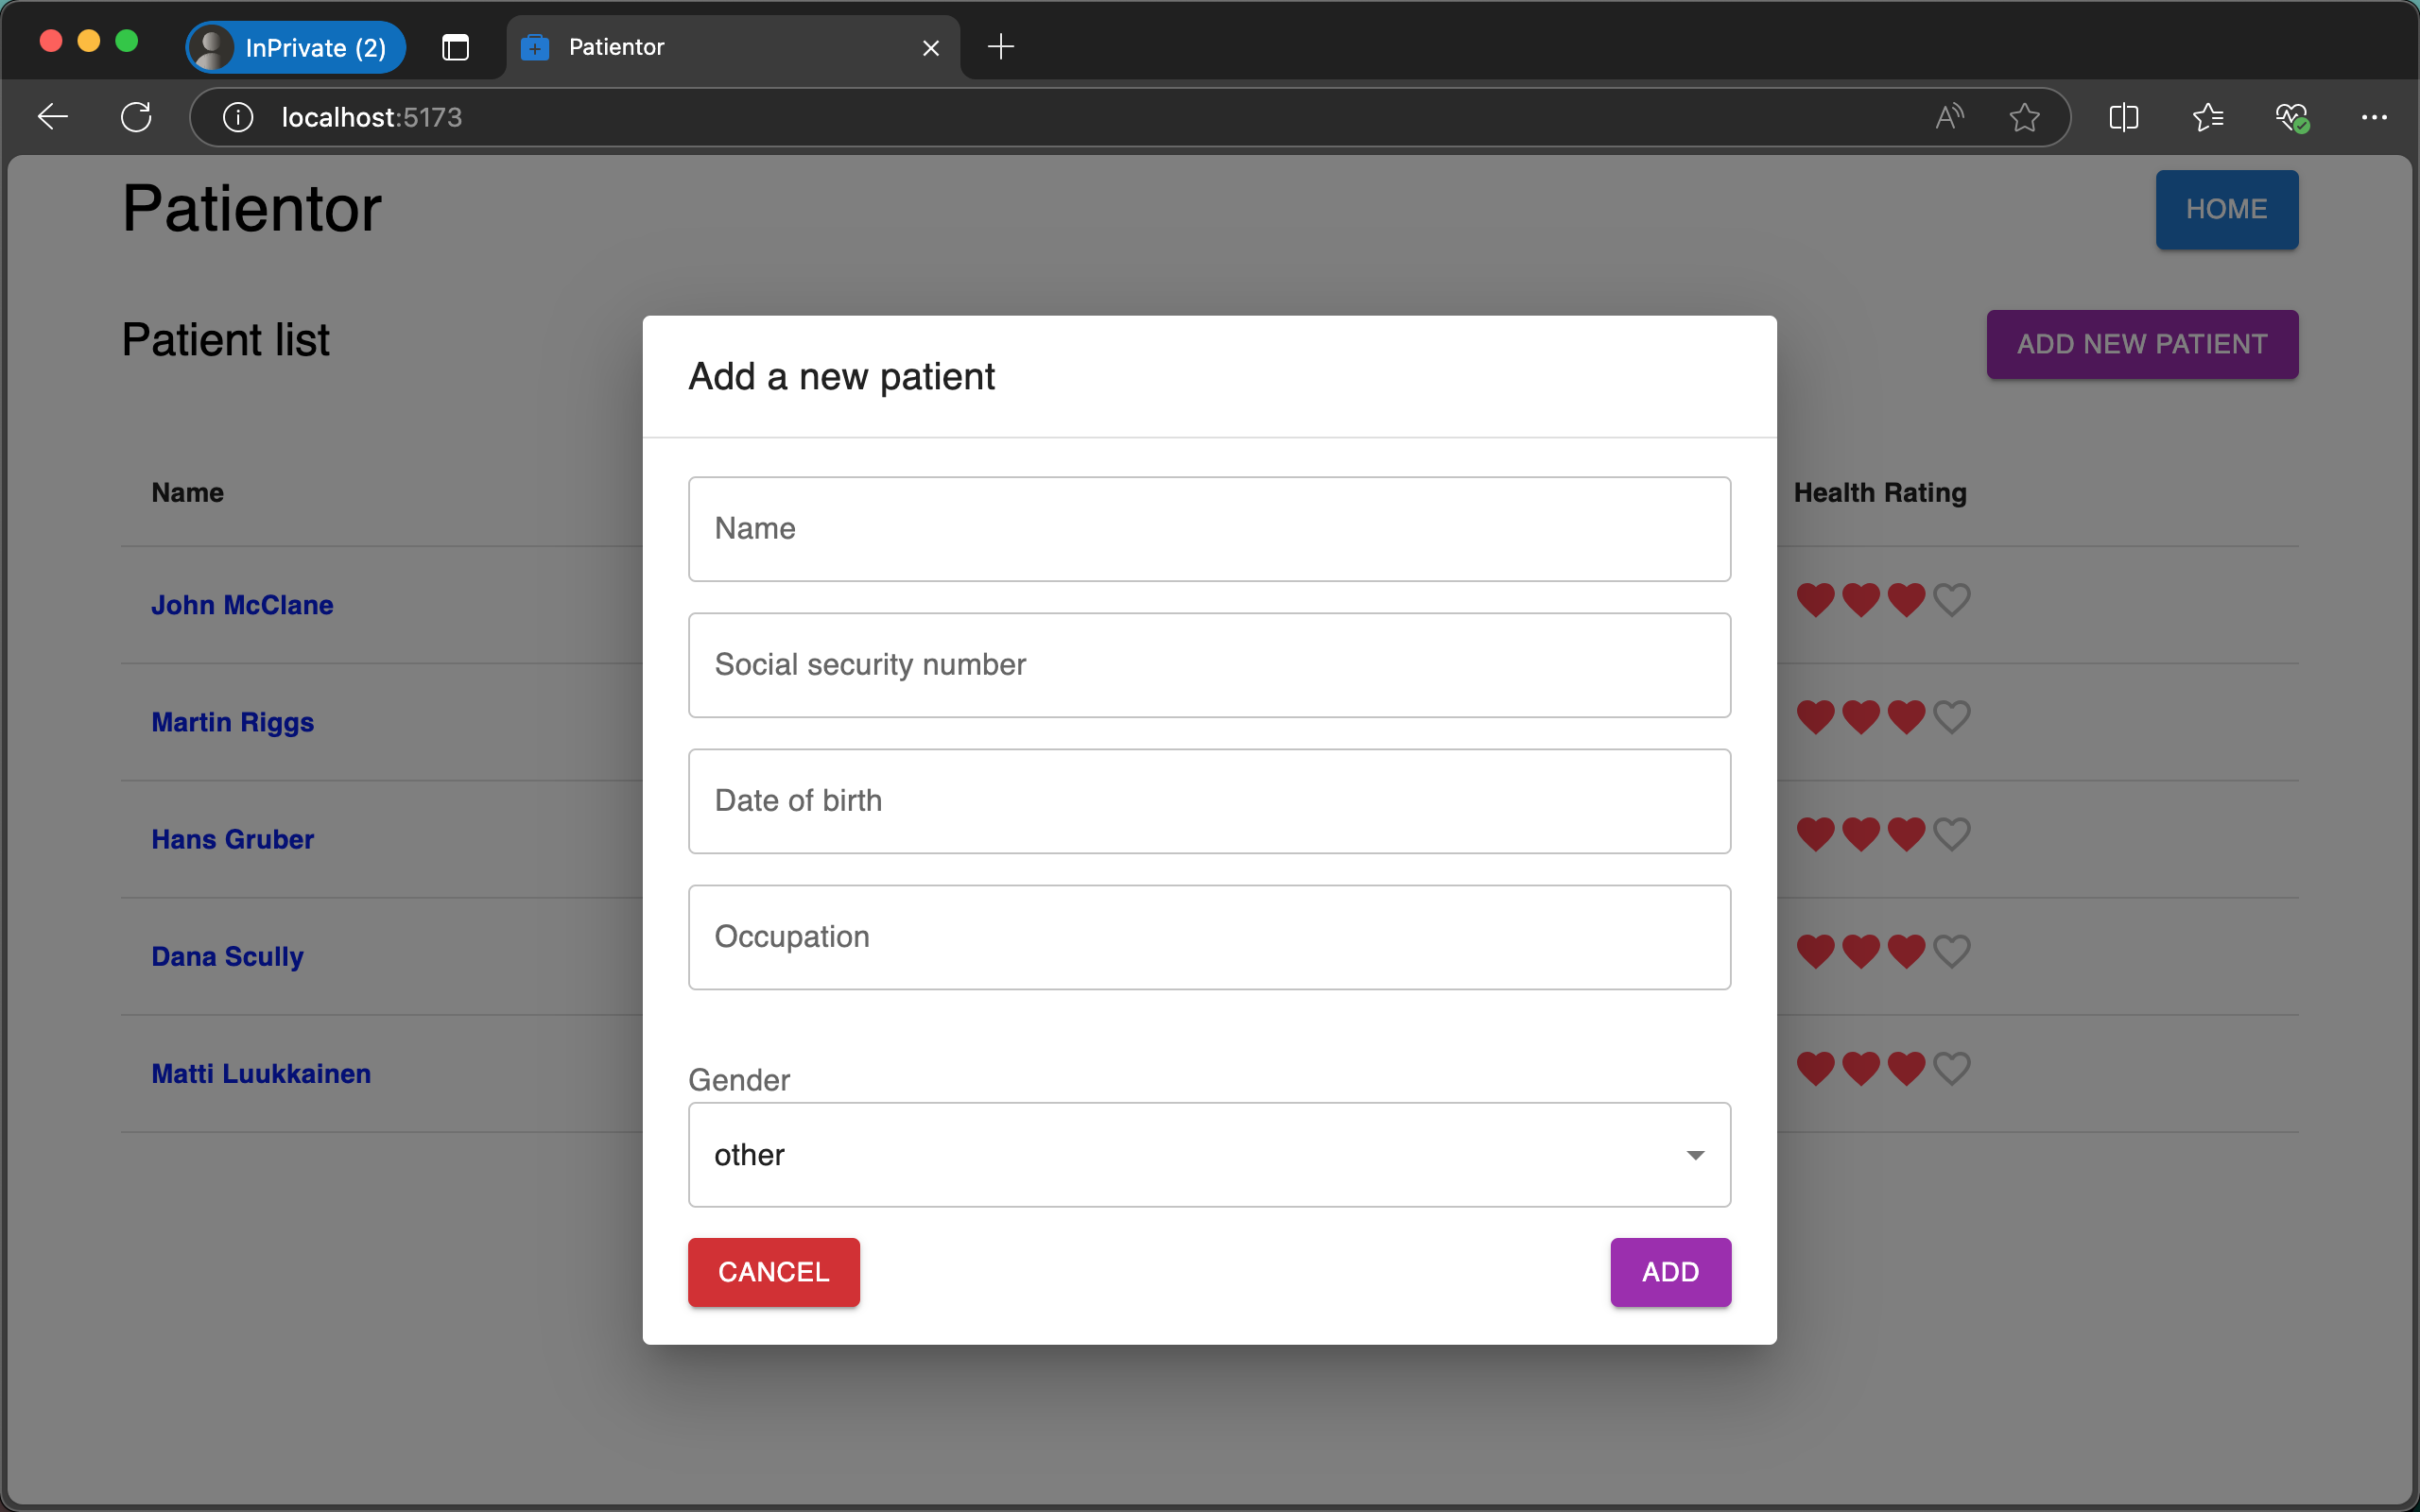 InPrivate (2)
Patientor
localhost:5173
Patientor
HOME
Patient list
ADD NEW PATIENT
Name
Health Rating
John McClane
Martin Riggs
Hans Gruber
Dana Scully
Matti Luukkainen
Add a new patient
Name
Social security number
Date of birth
Occupation
Gender
other
CANCEL
ADD